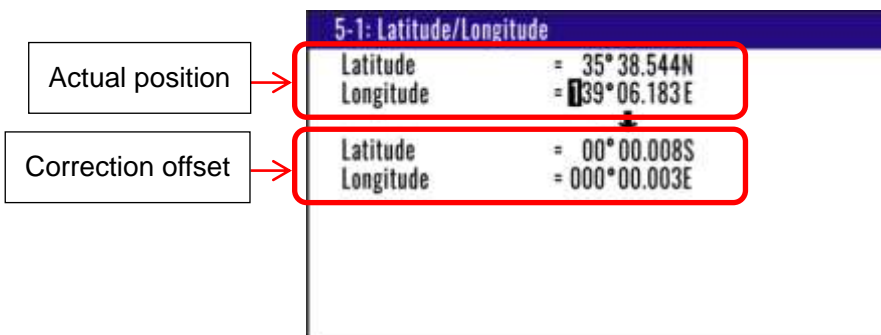 5-1: Latitude/Longitude
Actual position
Latitude = 35° 38.544N
Longitude = 139°06.183E
Correction offset
Latitude = 00° 00.008S
Longitude = 000°00.003E